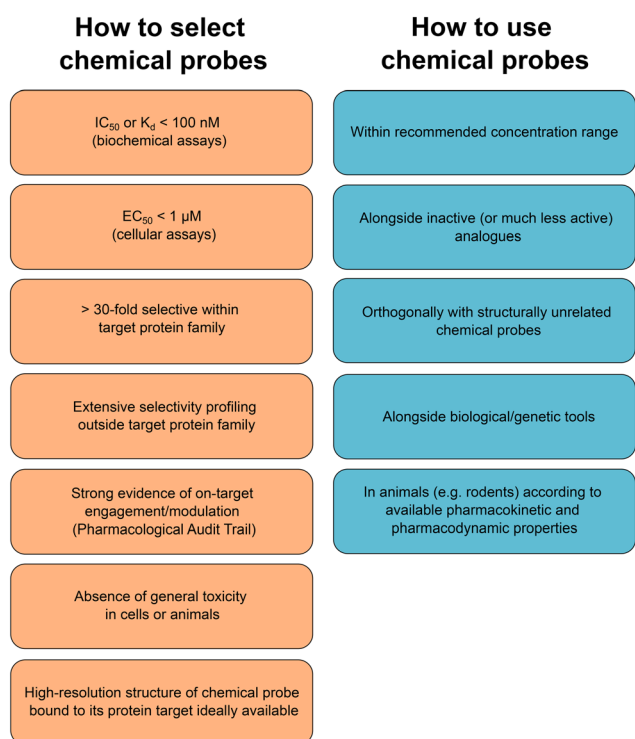 How to select
chemical probes
IC50 or Kd < 100 nM
(biochemical assays)
EC50 < 1 µM
(cellular assays)
> 30-fold selective within
target protein family
Extensive selectivity profiling
outside target protein family
Strong evidence of on-target
engagement/modulation
(Pharmacological Audit Trail)
Absence of general toxicity
in cells or animals
High-resolution structure of chemical probe
bound to its protein target ideally available
How to use
chemical probes
Within recommended concentration range
Alongside inactive (or much less active)
analogues
Orthogonally with structurally unrelated
chemical probes
Alongside biological/genetic tools
In animals (e.g. rodents) according to
available pharmacokinetic and
pharmacodynamic properties